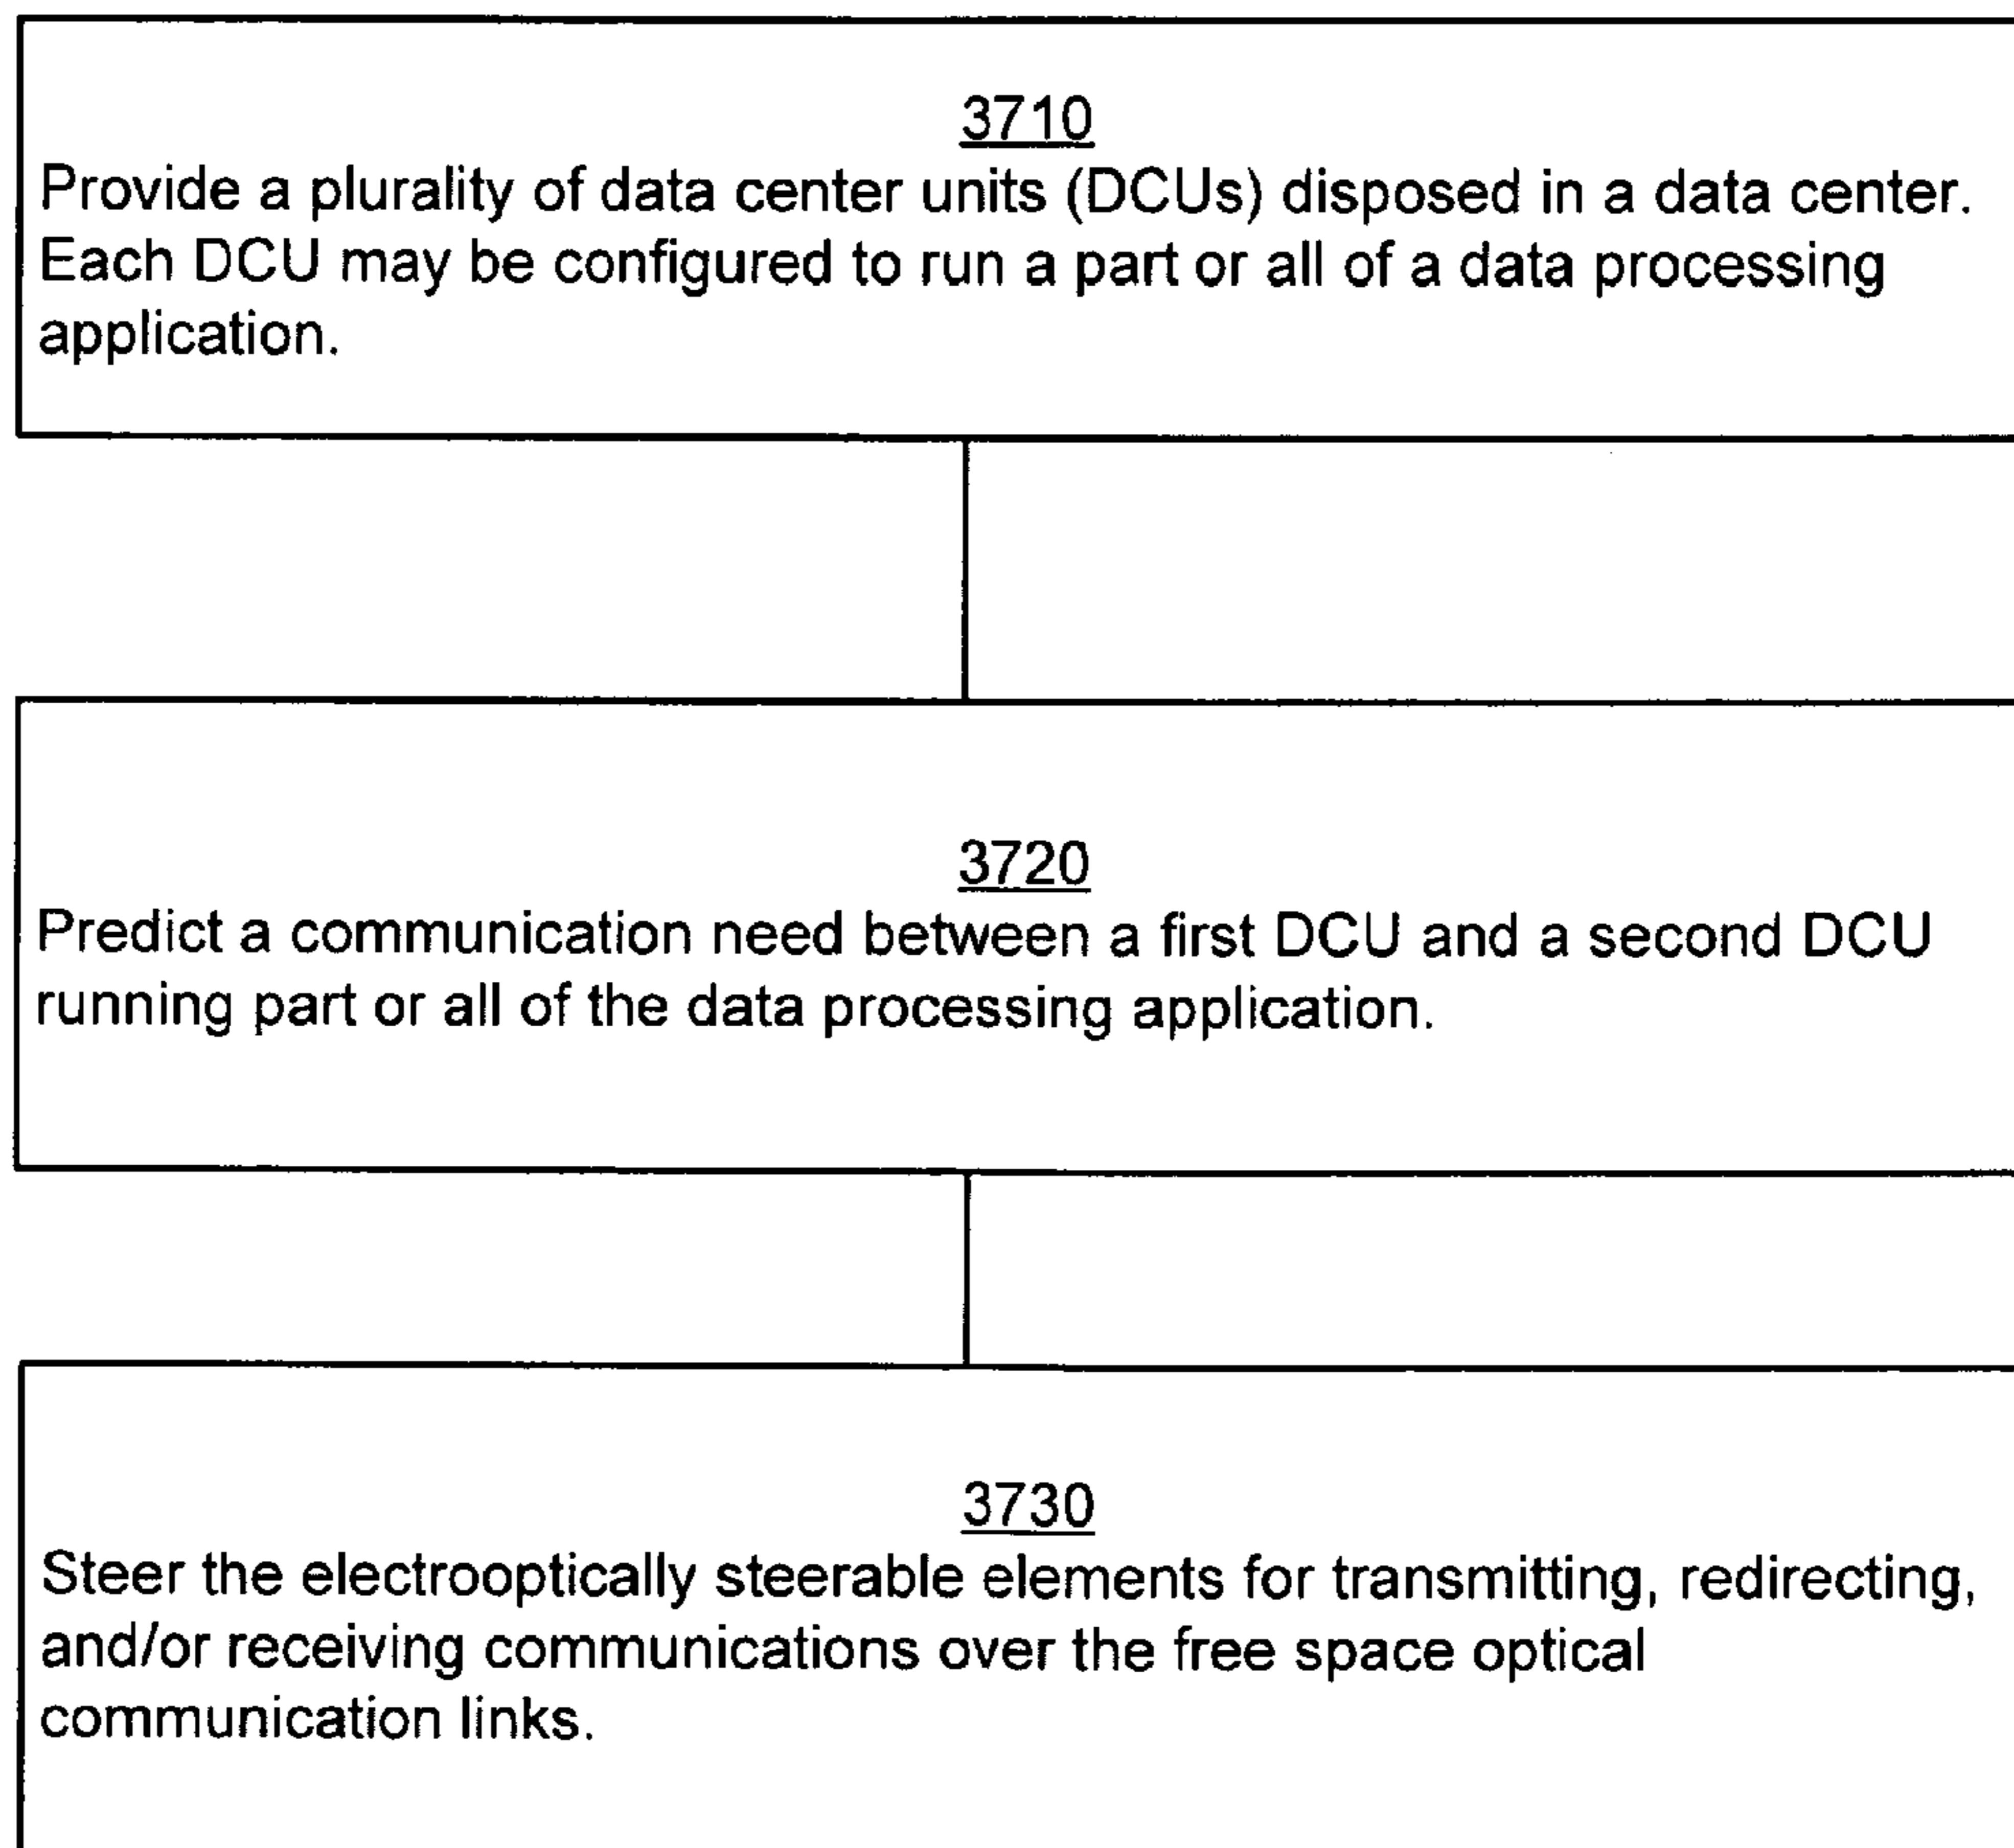 3710
Provide a plurality of data center units (DCUs) disposed in a data center.
Each DCU may be configured to run a part or all of a data processing
application.
3720
Predict a communication need between a first DCU and a second DCU
running part or all of the data processing application.
3730
Steer the electrooptically steerable elements for transmitting, redirecting,
and/or receiving communications over the free space optical
communication links.